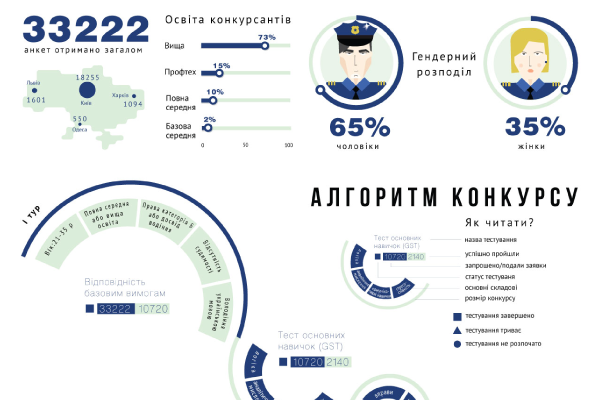 33222
анкет отримано загалом
Львів
1601
18255
Київ
Харків
1094
550
Одеса
Освіта конкурсантів
Вища
73%
Профтех
15%
Повна
середня
10%
Базова
середня
2%
0
50
100
Гендерний
розподіл
65%
чоловіки
35%
жінки
І тур
Вік:21-35 р
Повна середня
або вища
освіта
Права категорія B
або досвід
водіння
Відсутність
судимості
Володіння
українською
мовою
Відповідність
базовим вимогам
33222 10720
АЛГОРИТМ КОНКУРСУ
Як читати?
Тест основних
навичок (GST)
10720 2140
назва тестування
успішно пройшли
запрошено/подали заявки
статус тестуваня
основні складові
розмір конкурсу
тестування завершено
тестування триває
тестування не розпочато
Тест основних
навичок (GST)
10720 2140
логічні
вправи